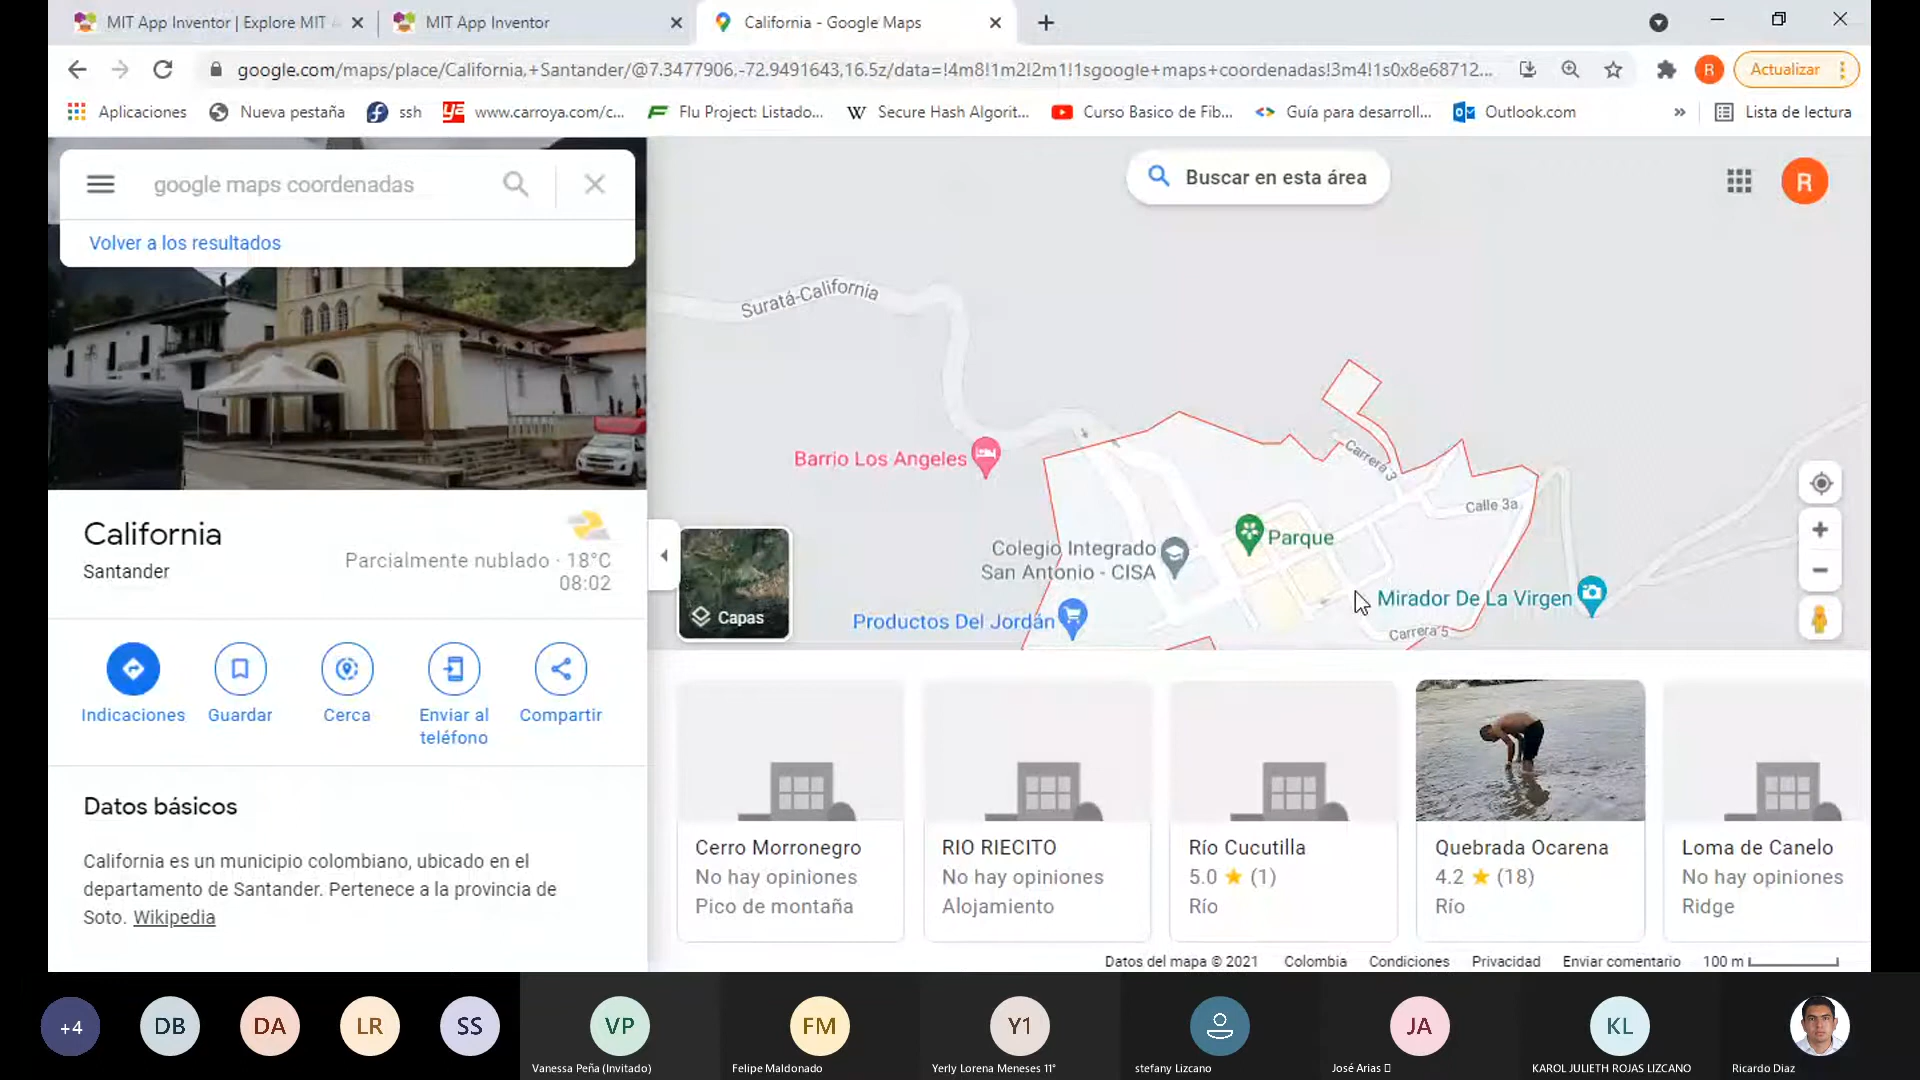 MIT App Inventor | Explore MIT A
MIT App Inventor
California - Google Maps
google.com/maps/place/California,+Santander/@7.3477906,-72.9491643,16.5z/data=!4m8!1m2!2m1!1sgoogle+maps+coordenadas!3m4!1s0x8e68712...
R
Actualizar
Aplicaciones
Nueva pestaña
ssh
www.carroya.com/c...
Flu Project: Listado...
W
Secure Hash Algorit...
Curso Basico de Fib...
Guía para desarroll...
Outlook.com
»
Lista de lectura
google maps coordenadas
Volver a los resultados
Buscar en esta área
R
Suratá-California
Barrio Los Angeles
Carrera 3
Calle 3a
Parque
Colegio Integrado
San Antonio - CISA
Mirador De La Virgen
Productos Del Jordán
Carrera 5
Capas
California
Santander
Parcialmente nublado · 18°C
08:02
Indicaciones
Guardar
Cerca
Enviar al
teléfono
Compartir
Datos básicos
California es un municipio colombiano, ubicado en el
departamento de Santander. Pertenece a la provincia de
Soto. Wikipedia
Cerro Morronegro
No hay opiniones
Pico de montaña
RIO RIECITO
No hay opiniones
Alojamiento
Río Cucutilla
5.0 ★ (1)
Río
Quebrada Ocarena
4.2 ★ (18)
Río
Loma de Canelo
No hay opiniones
Ridge
Datos del mapa © 2021
Colombia
Condiciones
Privacidad
Enviar comentario
100 m
+4
DB
DA
LR
SS
VP
Vanessa Peña (Invitado)
FM
Felipe Maldonado
Y1
Yerly Lorena Meneses 11°
stefany Lizcano
JA
José Arias
KL
KAROL JULIETH ROJAS LIZCANO
Ricardo Diaz